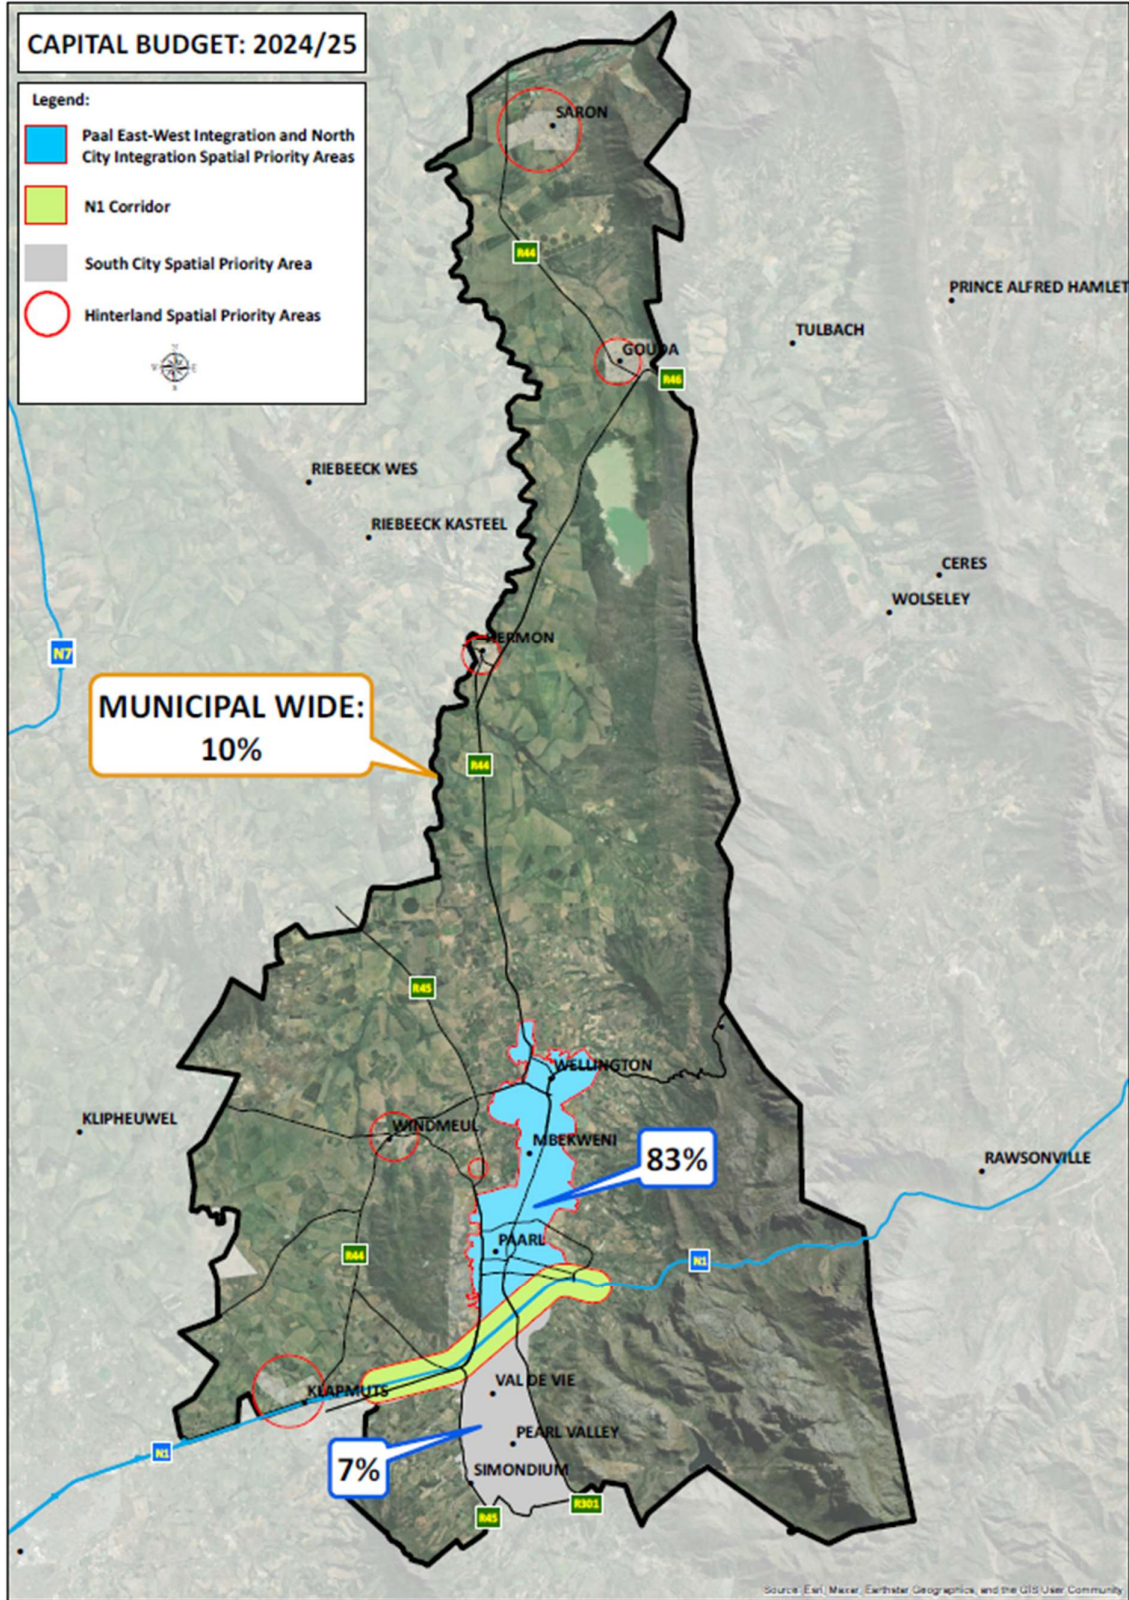 CAPITAL BUDGET: 2024/25
Legend:
Paal East-West Integration and North
City Integration Spatial Priority Areas
N1 Corridor
South City Spatial Priority Area
Hinterland Spatial Priority Areas
N
W E
S
SARON
R44
PRINCE ALFRED HAMLET
TULBACH
GOUDA
R46
RIEBEECK WES
RIEBEECK KASTEEL
CERES
WOLSELEY
HERMON
N7
MUNICIPAL WIDE:
10%
R44
R45
WELLINGTON
KLIPHEUWEL
WINDMEUL
MBEKWENI
83%
RAWSONVILLE
PAARL
R44
N1
KLAPMUTS
VAL DE VIE
PEARL VALLEY
N1
7%
SIMONDIUM
R301
R45
Source: Esri, Maxar, Earthstar Geographics, and the GIS User Community